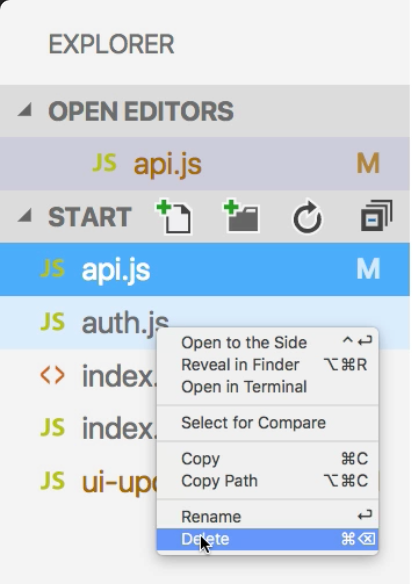 EXPLORER
OPEN EDITORS
JS api.js M
START
JS api.js M
JS auth.js
Open to the Side ^↩
<> index.
Reveal in Finder ⌥⌘R
Open in Terminal
JS index.
Select for Compare
Copy ⌘C
JS ui-up
Copy Path ⌥⌘C
Rename ↩
Delete ⌘⌫